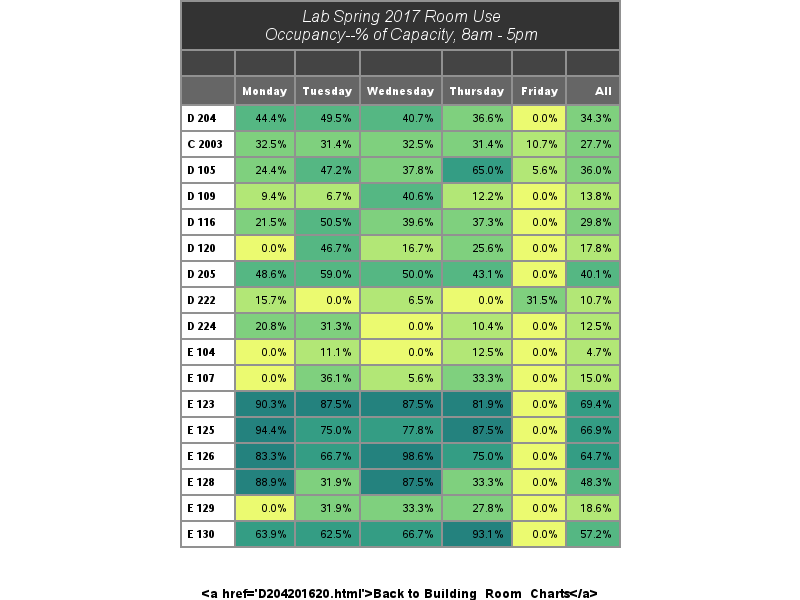 Lab Spring 2017 Room Use
Occupancy--% of Capacity, 8am - 5pm
Monday Tuesday Wednesday Thursday Friday All
D 204 44.4% 49.5% 40.7% 36.6% 0.0% 34.3%
C 2003 32.5% 31.4% 32.5% 31.4% 10.7% 27.7%
D 105 24.4% 47.2% 37.8% 65.0% 5.6% 36.0%
D 109 9.4% 6.7% 40.6% 12.2% 0.0% 13.8%
D 116 21.5% 50.5% 39.6% 37.3% 0.0% 29.8%
D 120 0.0% 46.7% 16.7% 25.6% 0.0% 17.8%
D 205 48.6% 59.0% 50.0% 43.1% 0.0% 40.1%
D 222 15.7% 0.0% 6.5% 0.0% 31.5% 10.7%
D 224 20.8% 31.3% 0.0% 10.4% 0.0% 12.5%
E 104 0.0% 11.1% 0.0% 12.5% 0.0% 4.7%
E 107 0.0% 36.1% 5.6% 33.3% 0.0% 15.0%
E 123 90.3% 87.5% 87.5% 81.9% 0.0% 69.4%
E 125 94.4% 75.0% 77.8% 87.5% 0.0% 66.9%
E 126 83.3% 66.7% 98.6% 75.0% 0.0% 64.7%
E 128 88.9% 31.9% 87.5% 33.3% 0.0% 48.3%
E 129 0.0% 31.9% 33.3% 27.8% 0.0% 18.6%
E 130 63.9% 62.5% 66.7% 93.1% 0.0% 57.2%
<a href='D204201620.html'>Back to Building_Room_Charts</a>